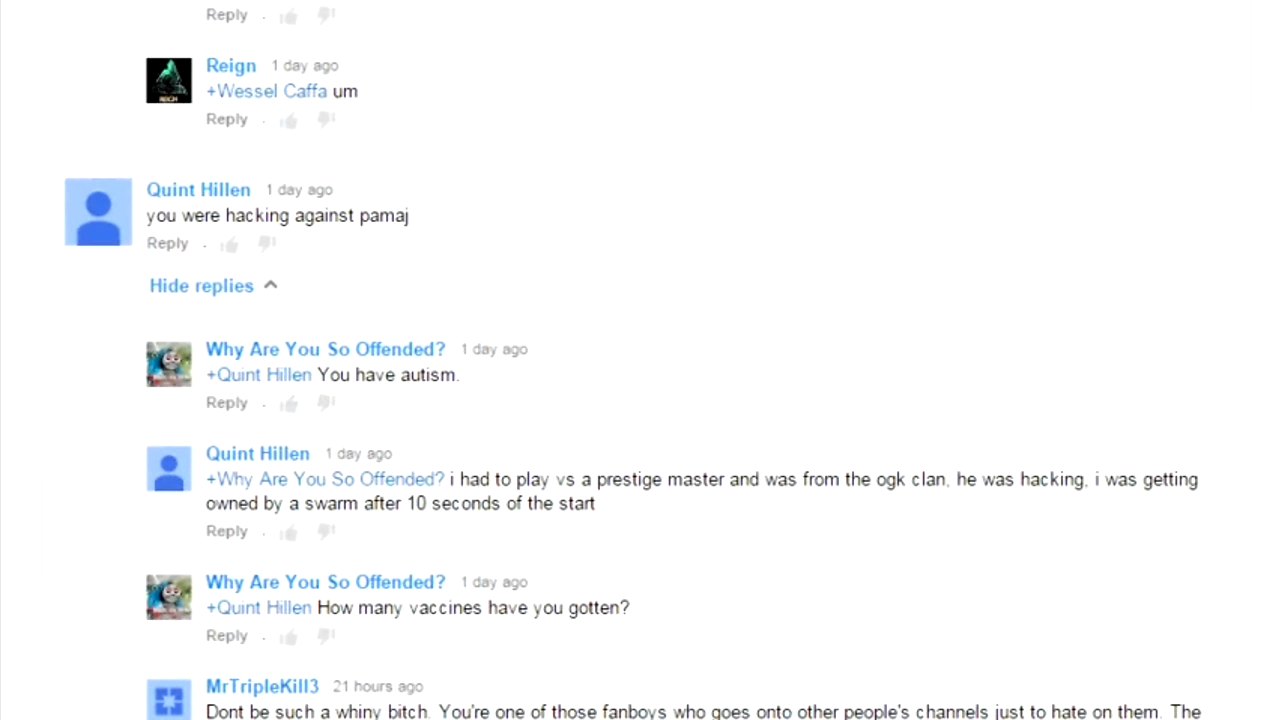 Reply .
Reign 1 day ago
+Wessel Caffa um
Reply .
Quint Hillen 1 day ago
you were hacking against pamaj
Reply .
Hide replies
Why Are You So Offended? 1 day ago
+Quint Hillen You have autism.
Reply .
Quint Hillen 1 day ago
+Why Are You So Offended? i had to play vs a prestige master and was from the ogk clan, he was hacking, i was getting
owned by a swarm after 10 seconds of the start
Reply .
Why Are You So Offended? 1 day ago
+Quint Hillen How many vaccines have you gotten?
Reply .
MrTripleKill3 21 hours ago
Dont be such a whiny bitch. You're one of those fanboys who goes onto other people's channels just to hate on them. The